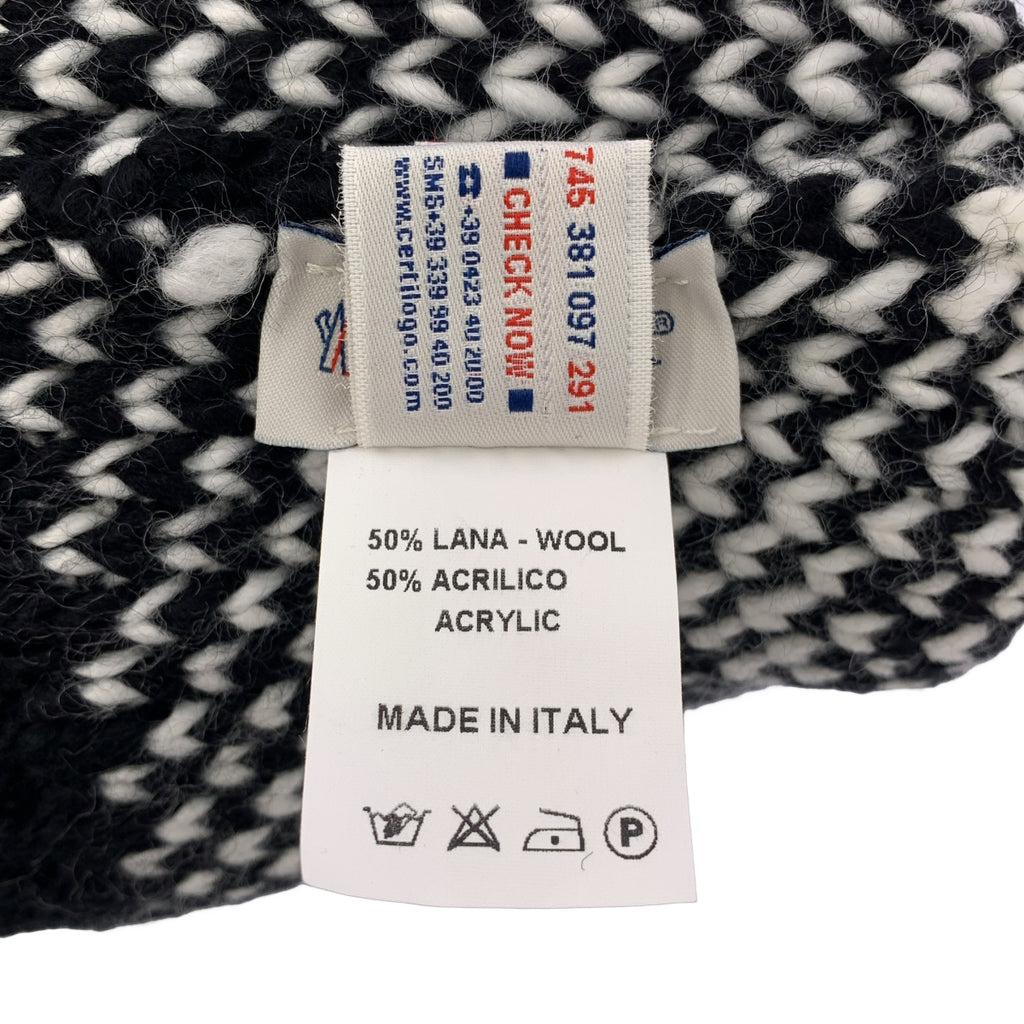 745 381 097 291
CHECK NOW
+39 0423 40 20 00
SMS+39 339 99 40 200
www.certilogo.com
50% LANA - WOOL
50% ACRILICO
ACRYLIC
MADE IN ITALY
P